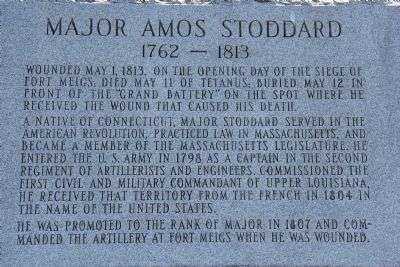 MAJOR AMOS STODDARD
1762 — 1813
WOUNDED MAY 1, 1813, ON THE OPENING DAY OF THE SIEGE OF
FORT MEIGS. DIED MAY 11 OF TETANUS. BURIED MAY 12 IN
FRONT OF THE "GRAND BATTERY" ON THE SPOT WHERE HE
RECEIVED THE WOUND THAT CAUSED HIS DEATH.
A NATIVE OF CONNECTICUT, MAJOR STODDARD SERVED IN THE
AMERICAN REVOLUTION, PRACTICED LAW IN MASSACHUSETTS, AND
BECAME A MEMBER OF THE MASSACHUSETTS LEGISLATURE. HE
ENTERED THE U. S. ARMY IN 1798 AS A CAPTAIN IN THE SECOND
REGIMENT OF ARTILLERISTS AND ENGINEERS. COMMISSIONED THE
FIRST CIVIL AND MILITARY COMMANDANT OF UPPER LOUISIANA,
HE RECEIVED THAT TERRITORY FROM THE FRENCH IN 1804 IN
THE NAME OF THE UNITED STATES.
HE WAS PROMOTED TO THE RANK OF MAJOR IN 1807 AND COM-
MANDED THE ARTILLERY AT FORT MEIGS WHEN HE WAS WOUNDED.